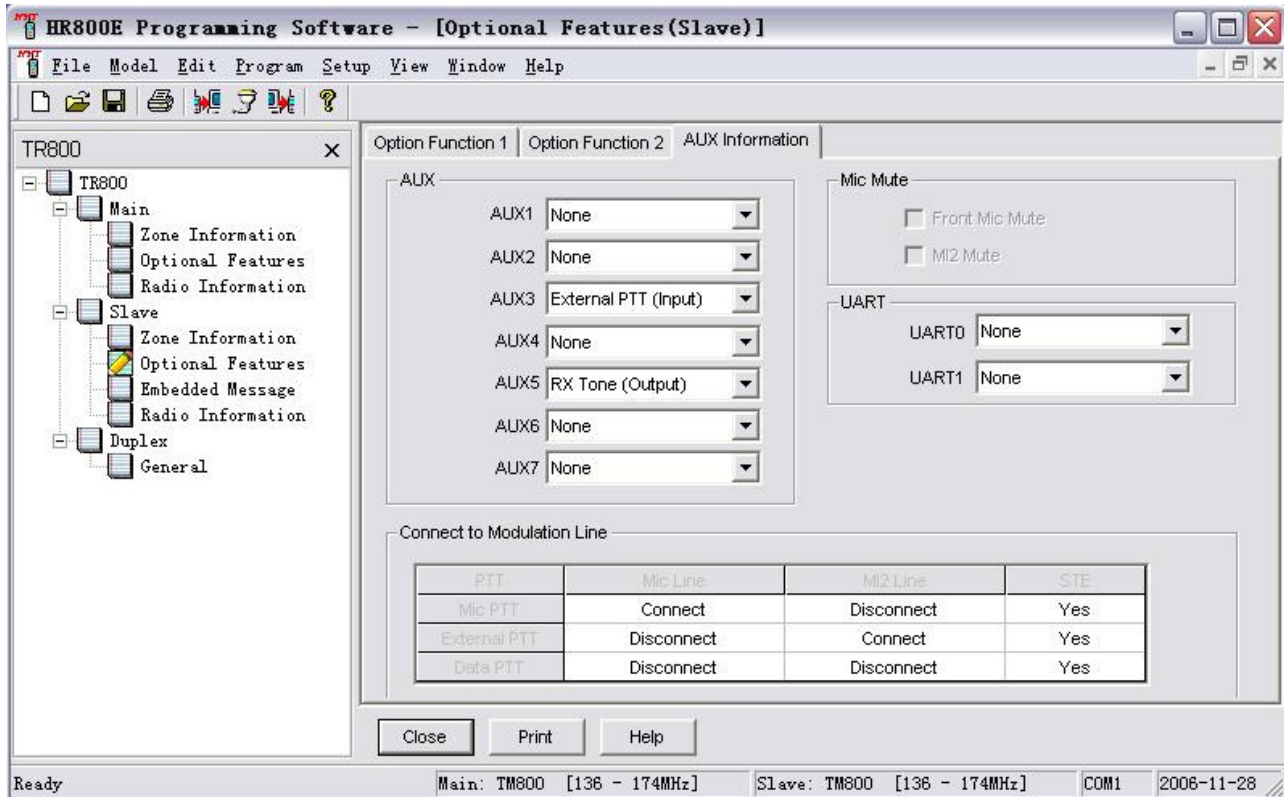 HR800E Programming Software - [Optional Features(Slave)]
File Model Edit Program Setup View Window Help
TR800
TR800
Main
Zone Information
Optional Features
Radio Information
Slave
Zone Information
Optional Features
Embedded Message
Radio Information
Duplex
General
Option Function 1 Option Function 2 AUX Information
AUX
AUX1 None
AUX2 None
AUX3 External PTT (Input)
AUX4 None
AUX5 RX Tone (Output)
AUX6 None
AUX7 None
Mic Mute
Front Mic Mute
MI2 Mute
UART
UART0 None
UART1 None
Connect to Modulation Line
PTT Mic Line MI2 Line STE
Mic PTT Connect Disconnect Yes
External PTT Disconnect Connect Yes
Data PTT Disconnect Disconnect Yes
Close Print Help
Ready Main: TM800 [136 - 174MHz] Slave: TM800 [136 - 174MHz] COM1 2006-11-28